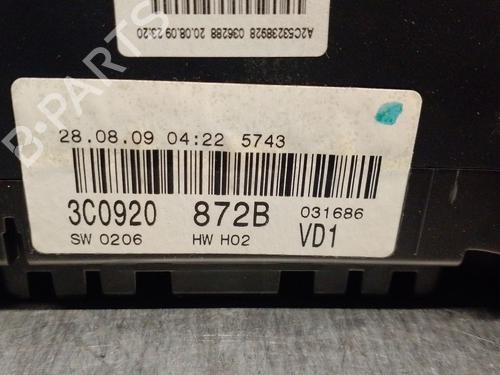 A2C53238928 036288 20.08.09 23:20
28.08.09 04:22 5743
3C0920 872B 031686
SW 0206 HW H02 VD1
B-PARTS